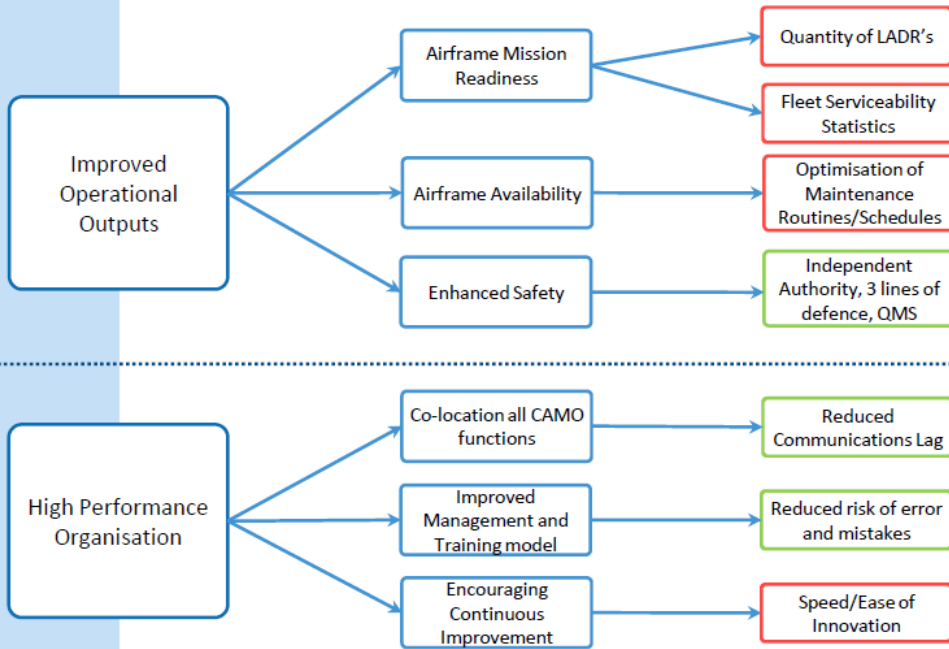 Improved
Operational
Outputs
Airframe Mission
Readiness
Quantity of LADR's
Fleet Serviceability
Statistics
Airframe Availability
Optimisation of
Maintenance
Routines/Schedules
Enhanced Safety
Independent
Authority, 3 lines of
defence, QMS
High Performance
Organisation
Co-location all CAMO
functions
Reduced
Communications Lag
Improved
Management and
Training model
Reduced risk of error
and mistakes
Encouraging
Continuous
Improvement
Speed/Ease of
Innovation